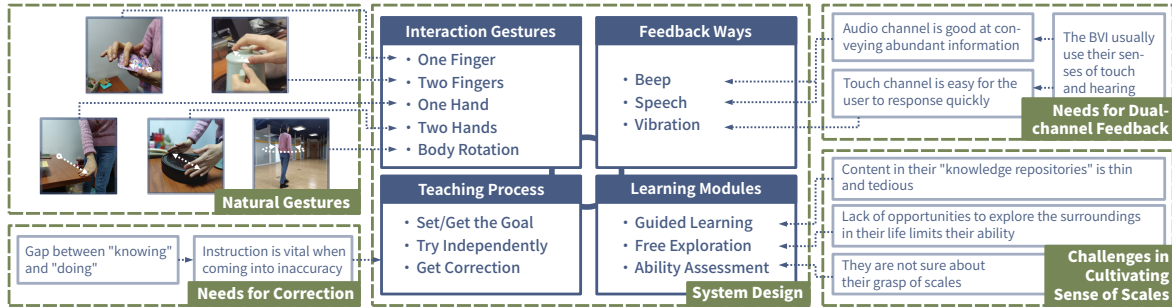 Natural Gestures
Gap between "knowing"
and "doing"
Instruction is vital when
coming into inaccuracy
Needs for Correction
Interaction Gestures
• One Finger
• Two Fingers
• One Hand
• Two Hands
• Body Rotation
Feedback Ways
• Beep
• Speech
• Vibration
Teaching Process
• Set/Get the Goal
• Try Independently
• Get Correction
Learning Modules
• Guided Learning
• Free Exploration
• Ability Assessment
System Design
Audio channel is good at con-
veying abundant information
Touch channel is easy for the
user to response quickly
The BVI usually
use their sen-
ses of touch
and hearing
Needs for Dual-
channel Feedback
Content in their "knowledge repositories" is thin
and tedious
Lack of opportunities to explore the surroundings
in their life limits their ability
They are not sure about
their grasp of scales
Challenges in
Cultivating
Sense of Scales